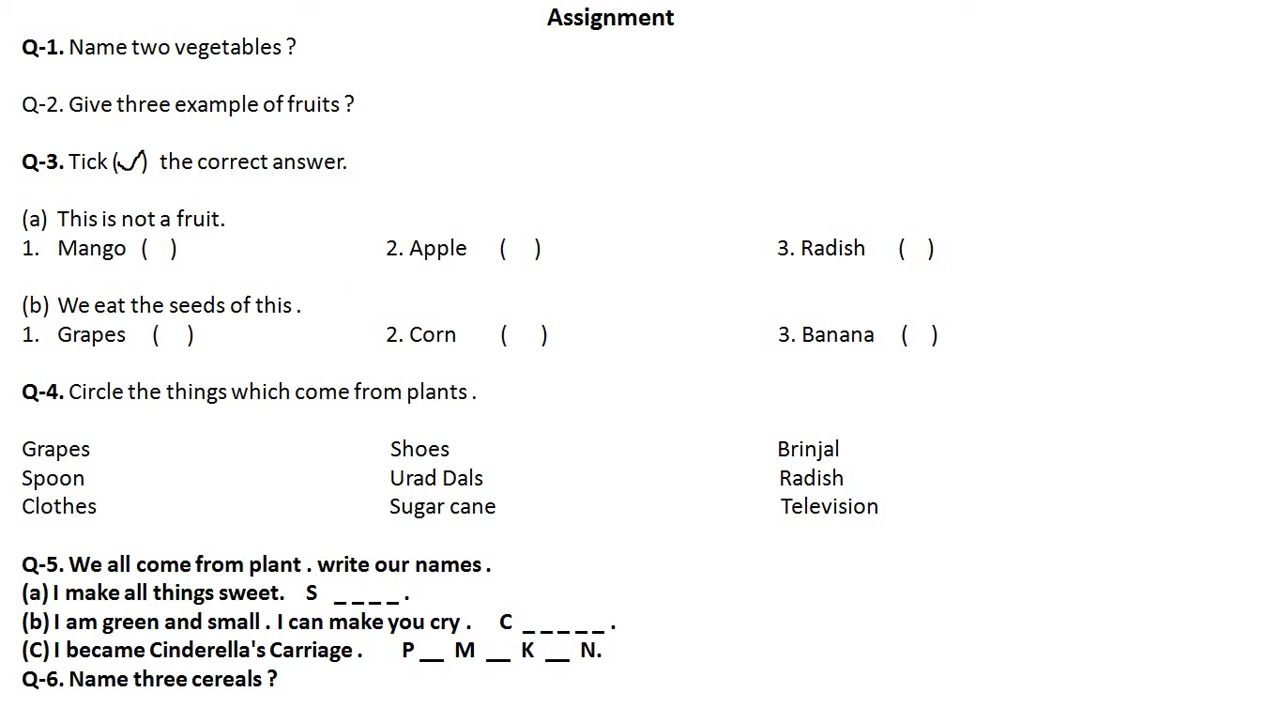 Assignment
Q-1. Name two vegetables ?
Q-2. Give three example of fruits ?
Q-3. Tick (✓) the correct answer.
(a) This is not a fruit.
1. Mango ( ) 2. Apple ( ) 3. Radish ( )
(b) We eat the seeds of this .
1. Grapes ( ) 2. Corn ( ) 3. Banana ( )
Q-4. Circle the things which come from plants .
Grapes Shoes Brinjal
Spoon Urad Dals Radish
Clothes Sugar cane Television
Q-5. We all come from plant . write our names .
(a) I make all things sweet. S _ _ _ _ .
(b) I am green and small . I can make you cry . C _ _ _ _ _ .
(C) I became Cinderella's Carriage . P __ M __ K __ N.
Q-6. Name three cereals ?